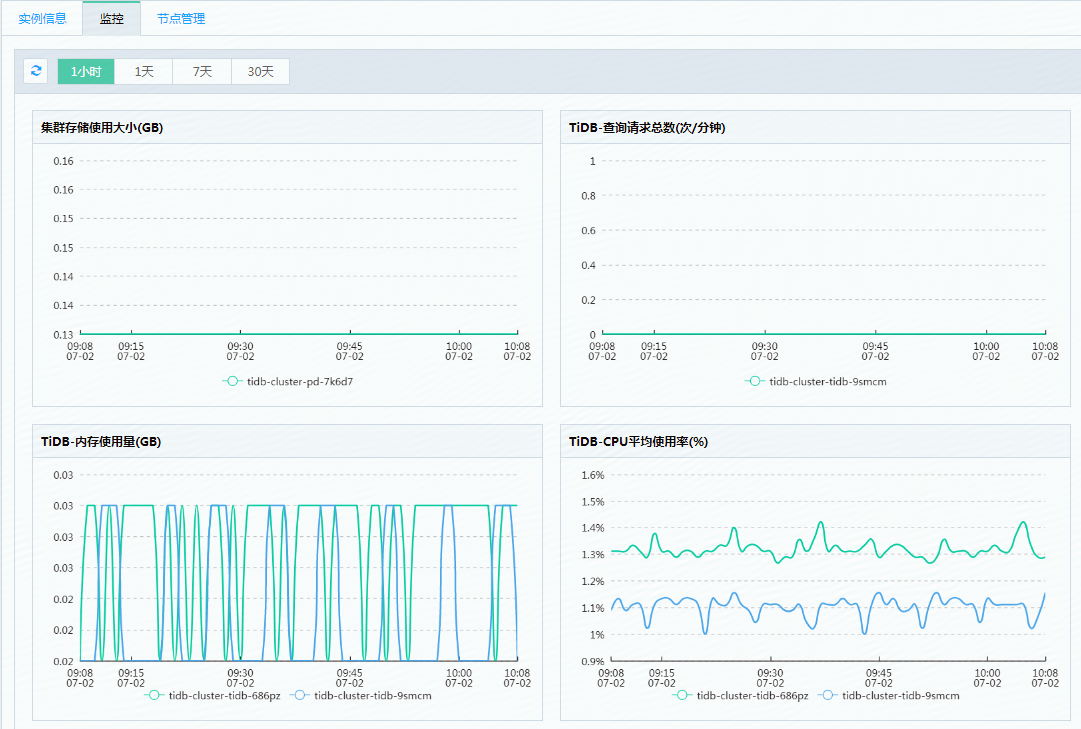 实例信息 监控 节点管理
1小时 1天 7天 30天
集群存储使用大小(GB)
0.16
0.16
0.15
0.15
0.14
0.14
0.13
09:08 09:15 09:30 09:45 10:00 10:08
07-02 07-02 07-02 07-02 07-02 07-02
tidb-cluster-pd-7k6d7
TiDB-查询请求总数(次/分钟)
1
0.8
0.6
0.4
0.2
0
09:08 09:15 09:30 09:45 10:00 10:08
07-02 07-02 07-02 07-02 07-02 07-02
tidb-cluster-tidb-9smcm
TiDB-内存使用量(GB)
0.03
0.03
0.03
0.03
0.02
0.02
0.02
09:08 09:15 09:30 09:45 10:00 10:08
07-02 07-02 07-02 07-02 07-02 07-02
tidb-cluster-tidb-686pz tidb-cluster-tidb-9smcm
TiDB-CPU平均使用率(%)
1.6%
1.5%
1.4%
1.3%
1.2%
1.1%
1%
0.9%
09:08 09:15 09:30 09:45 10:00 10:08
07-02 07-02 07-02 07-02 07-02 07-02
tidb-cluster-tidb-686pz tidb-cluster-tidb-9smcm